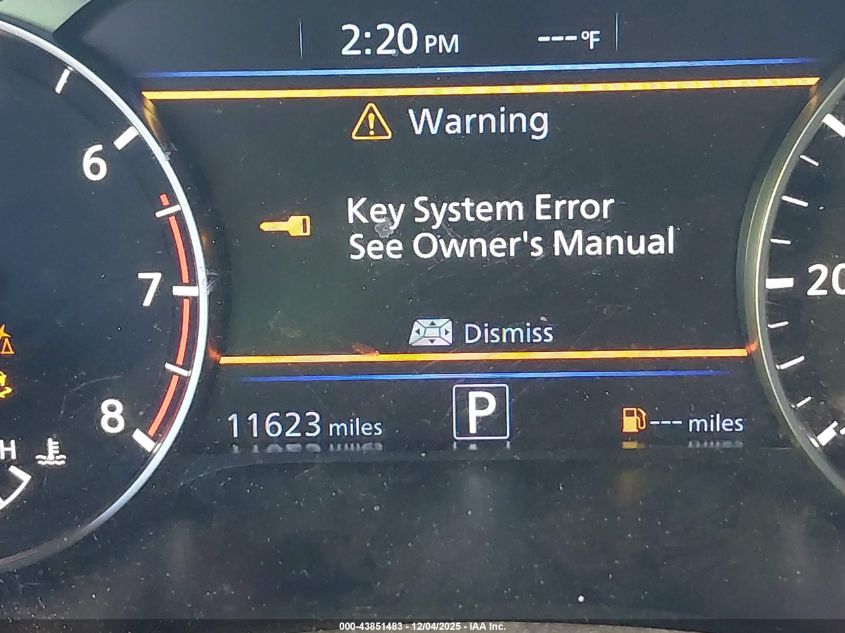 2:20 PM
---°F
Warning
6
Key System Error
See Owner's Manual
7
20
Dismiss
8
11623 miles
P
--- miles
H
000-43851483 - 12/04/2025 - IAA Inc.